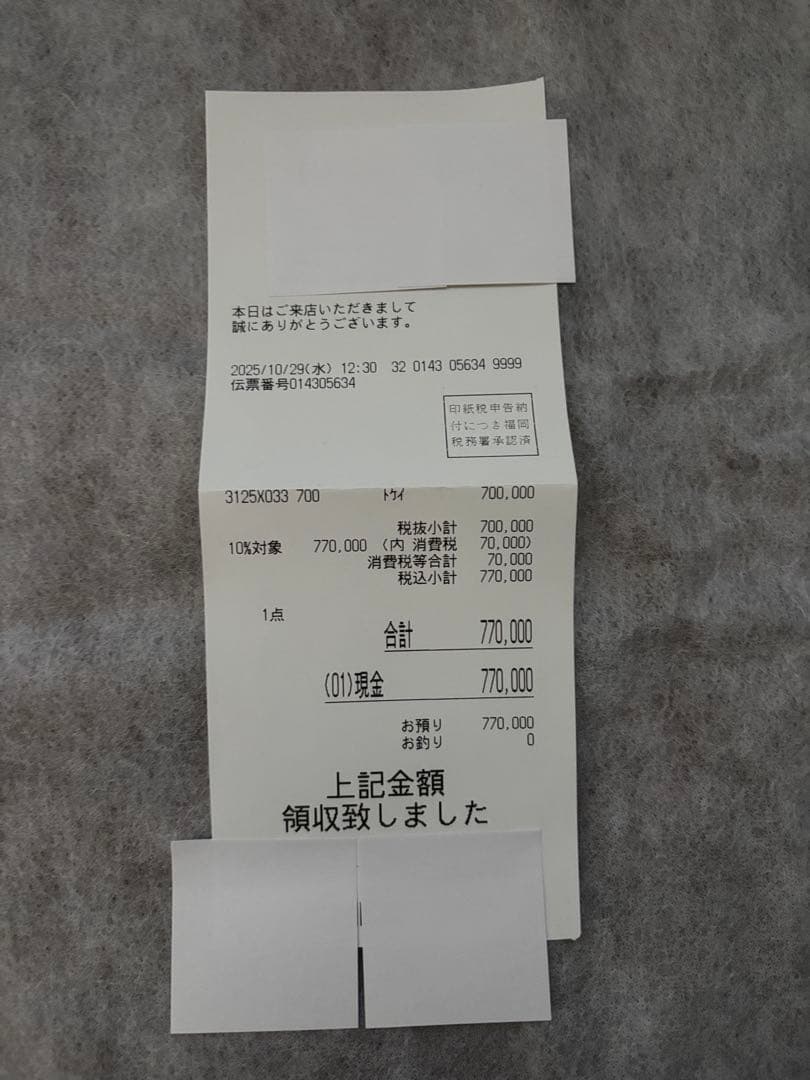 本日はご来店いただきまして
誠にありがとうございます。
2025/10/29(水) 12:30 32 0143 05634 9999
伝票番号014305634
印紙税申告納
付につき福岡
税務署承認済
3125X033 700 ﾄｹｲ 700,000
税抜小計 700,000
10%対象 770,000 (内 消費税 70,000)
消費税等合計 70,000
税込小計 770,000
1点
合計 770,000
(01)現金 770,000
お預り 770,000
お釣り 0
上記金額
領収致しました